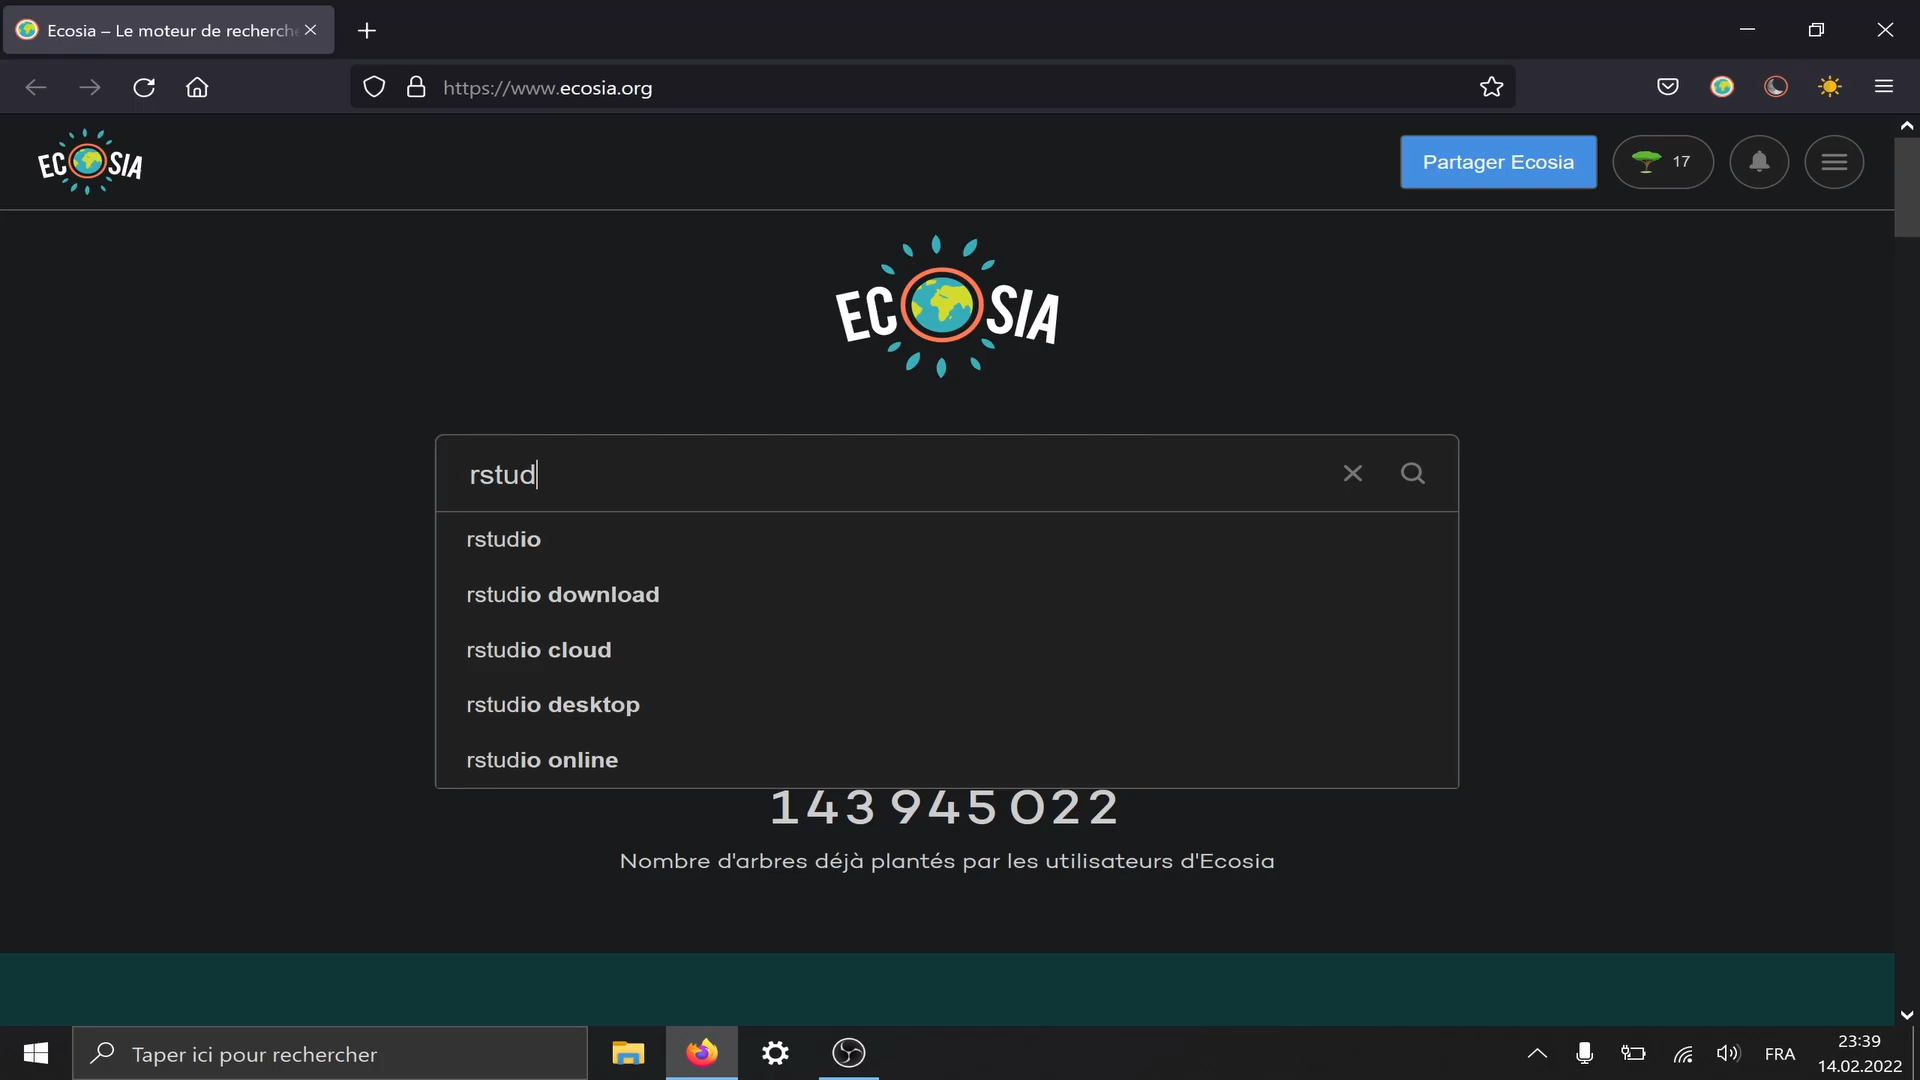 Ecosia – Le moteur de recherch
https://www.ecosia.org
ECOSIA
Partager Ecosia
17
ECOSIA
rstud
rstudio
rstudio download
rstudio cloud
rstudio desktop
rstudio online
143 945 022
Nombre d'arbres déjà plantés par les utilisateurs d'Ecosia
Taper ici pour rechercher
FRA
23:39
14.02.2022